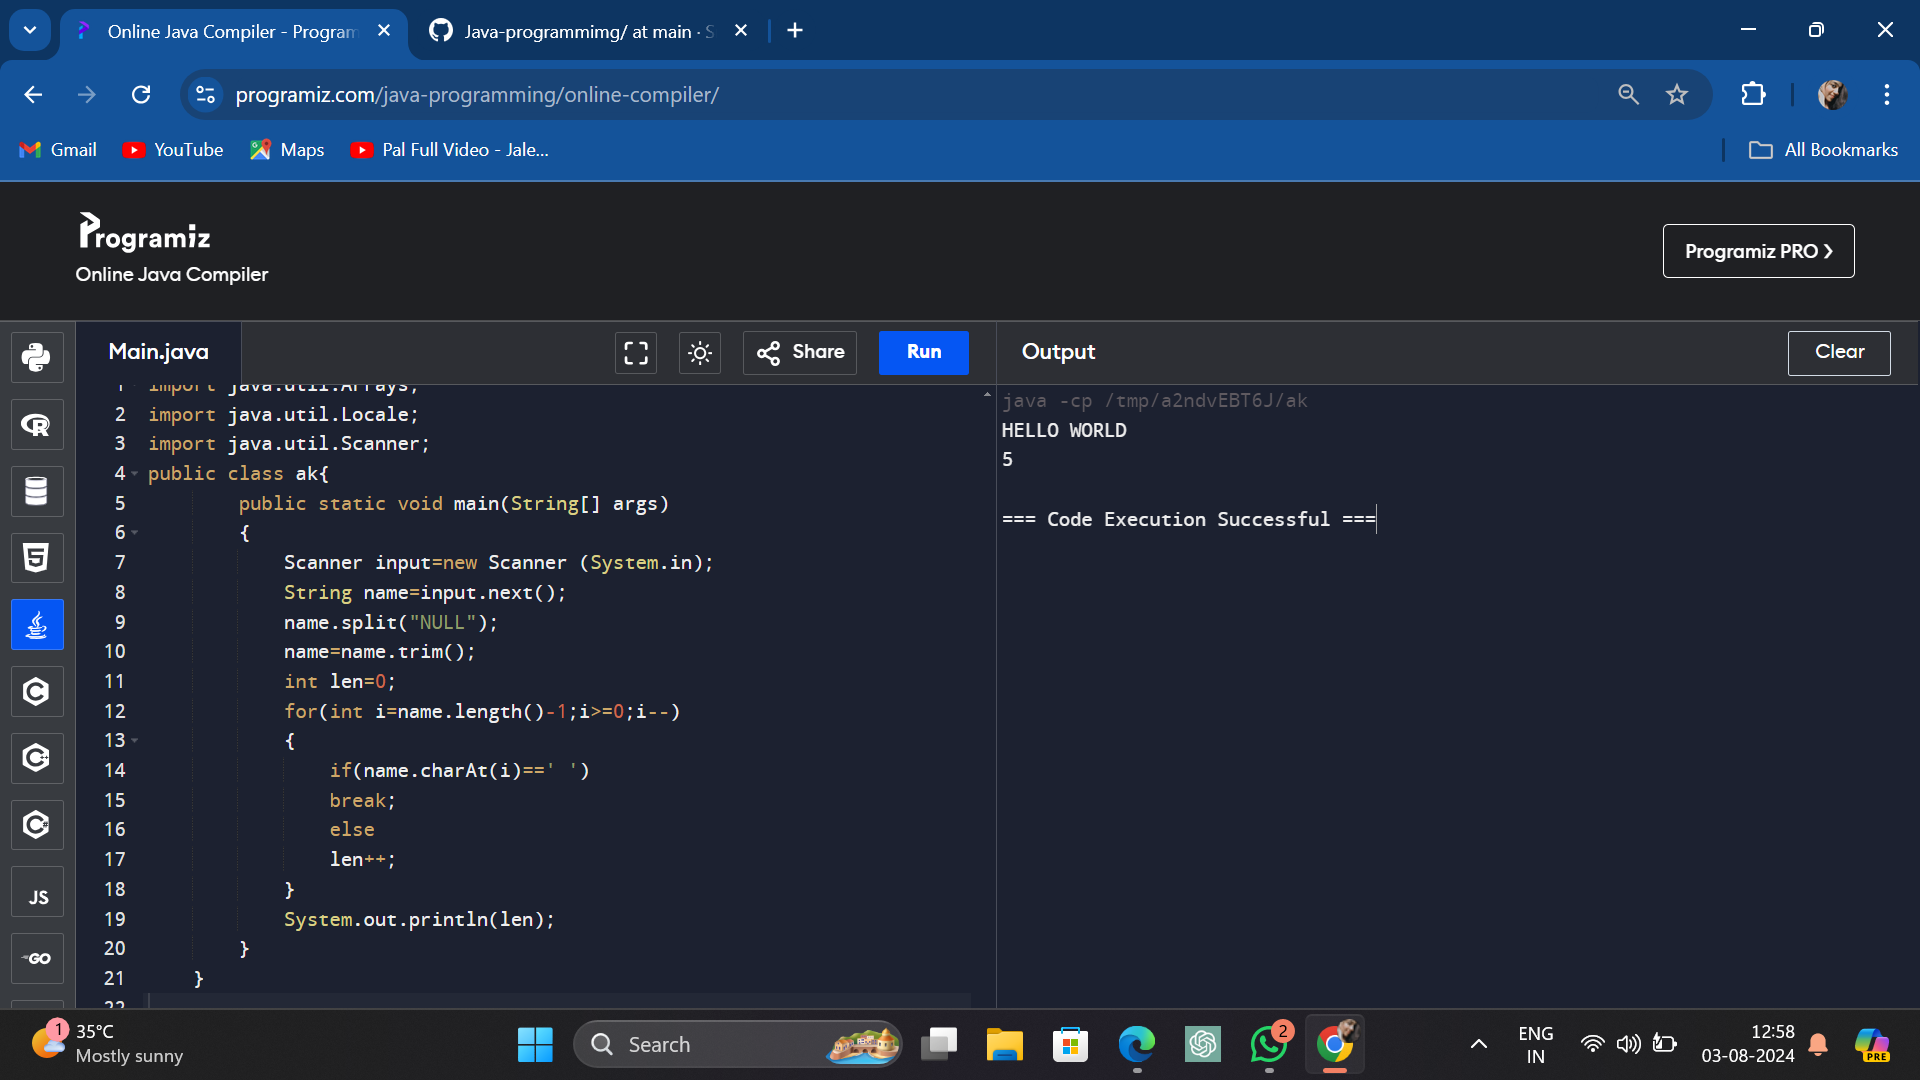 Online Java Compiler - Program
Java-programmimg/ at main · S
programiz.com/java-programming/online-compiler/
Gmail
YouTube
Maps
Pal Full Video - Jale...
All Bookmarks
Programiz
Online Java Compiler
Programiz PRO ❯
Main.java
Share
Run
Output
Clear
1 import java.util.Arrays;
2 import java.util.Locale;
3 import java.util.Scanner;
4 public class ak{
5 public static void main(String[] args)
6 {
7 Scanner input=new Scanner (System.in);
8 String name=input.next();
9 name.split("NULL");
10 name=name.trim();
11 int len=0;
12 for(int i=name.length()-1;i>=0;i--)
13 {
14 if(name.charAt(i)==' ')
15 break;
16 else
17 len++;
18 }
19 System.out.println(len);
20 }
21 }
22
java -cp /tmp/a2ndvEBT6J/ak
HELLO WORLD
5
=== Code Execution Successful ===
R
5
C
C++
C#
JS
GO
1
35°C
Mostly sunny
Search
2
ENG
IN
12:58
03-08-2024
PRE